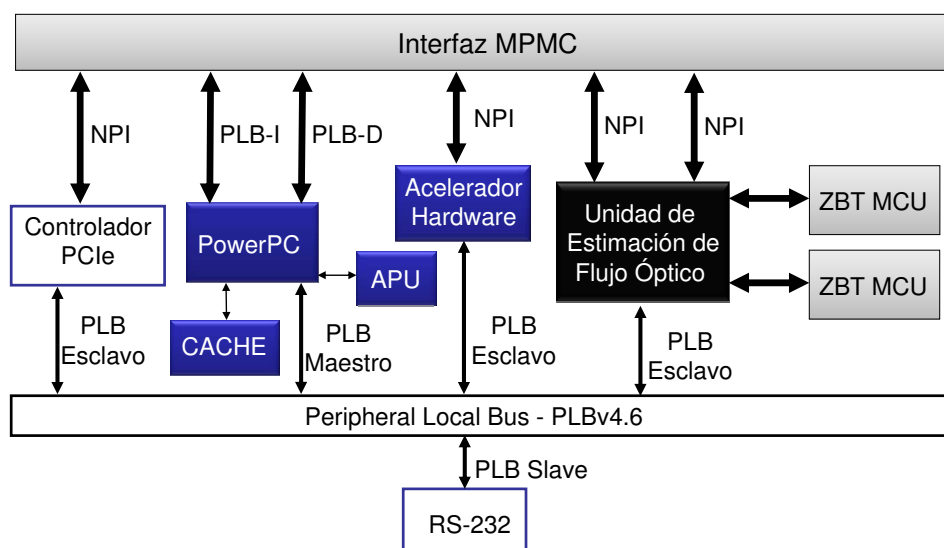 Interfaz MPMC
NPI
PLB-I
PLB-D
NPI
NPI
NPI
Controlador
PCIe
PowerPC
Acelerador
Hardware
Unidad de
Estimación de
Flujo Óptico
ZBT MCU
ZBT MCU
APU
CACHE
PLB
Esclavo
PLB
Maestro
PLB
Esclavo
PLB
Esclavo
Peripheral Local Bus - PLBv4.6
PLB Slave
RS-232